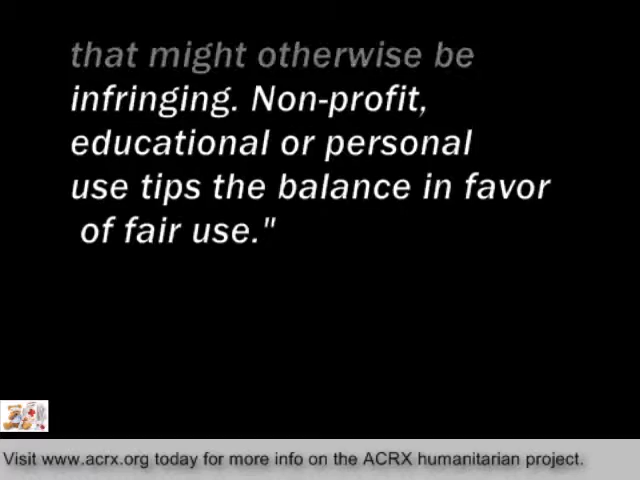 that might otherwise be
infringing. Non-profit,
educational or personal
use tips the balance in favor
of fair use."
Visit www.acrx.org today for more info on the ACRX humanitarian project.